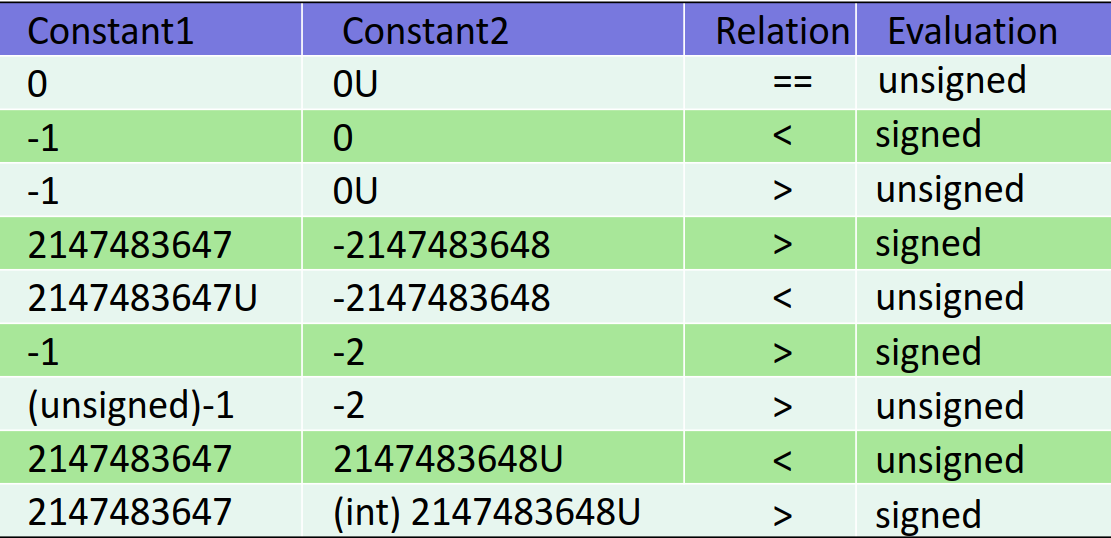 Constant1 Constant2 Relation Evaluation
0 0U == unsigned
-1 0 < signed
-1 0U > unsigned
2147483647 -2147483648 > signed
2147483647U -2147483648 < unsigned
-1 -2 > signed
(unsigned)-1 -2 > unsigned
2147483647 2147483648U < unsigned
2147483647 (int) 2147483648U > signed